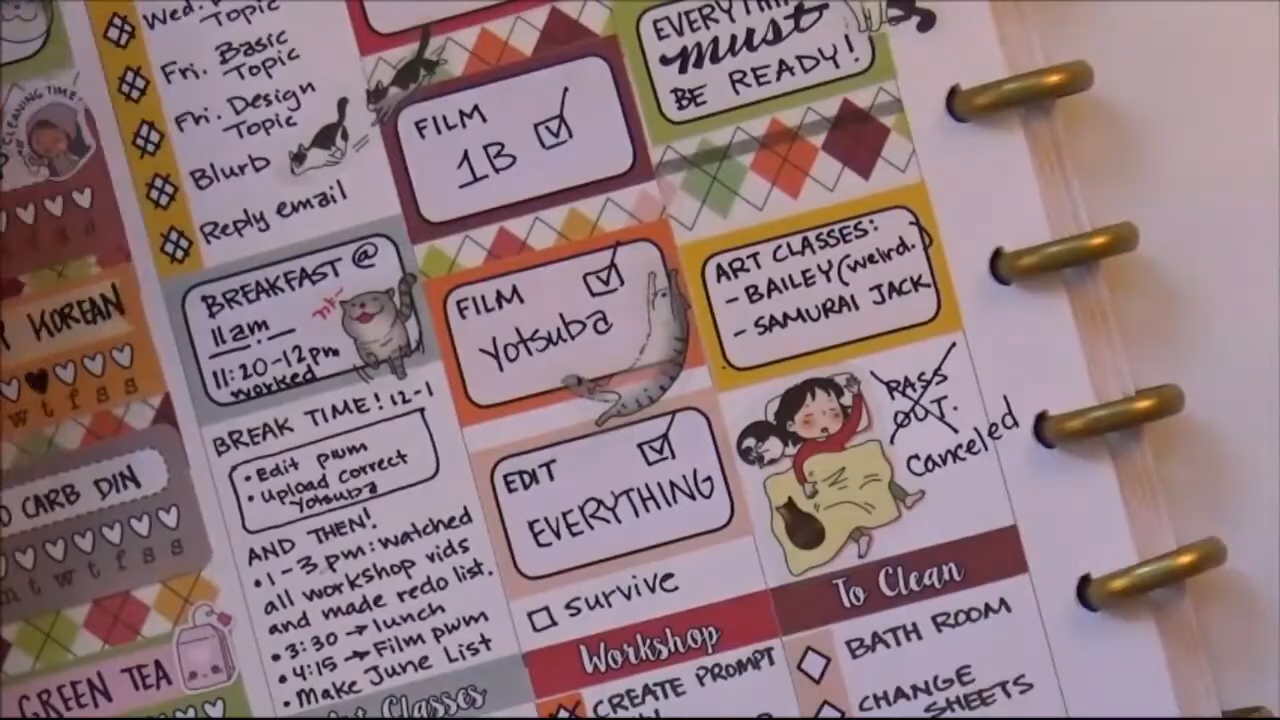 CLEANING TIME!
KOREAN
w t f s s
CARB DIN
m t w t f s s
GREEN TEA
Wed.
Topic
Fri. Basic
Topic
Fri. Design
Topic
Blurb
Reply email
BREAKFAST @
11am
11:20-12pm
worked
BREAK TIME! 12-1
• Edit pwm
• Upload correct
Yotsuba
AND THEN!
• 1-3pm: watched
all workshop vids
and made redo list.
• 3:30 → lunch
• 4:15 → Film pwm
• Make June List
Classes
FILM
1B
FILM
Yotsuba
EDIT
EVERYTHING
survive
Workshop
CREATE PROMPT
must
BE READY!
ART CLASSES:
- BAILEY (weird.)
- SAMURAI JACK
PASS
OUT.
Canceled
To Clean
BATH ROOM
CHANGE
SHEETS